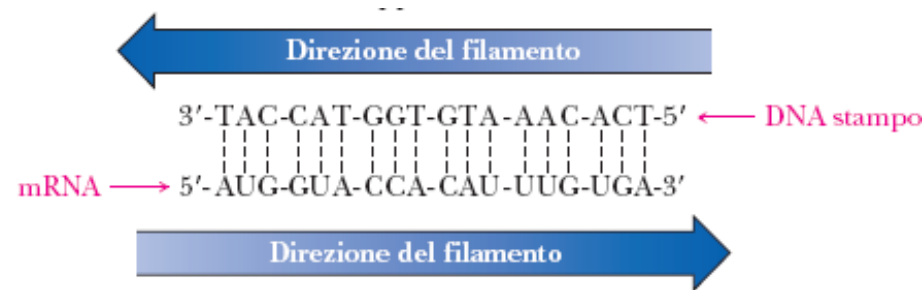 Direzione del filamento
3′-TAC-CAT-GGT-GTA-AAC-ACT-5′ ← DNA stampo
mRNA → 5′-AUG-GUA-CCA-CAU-UUG-UGA-3′
Direzione del filamento